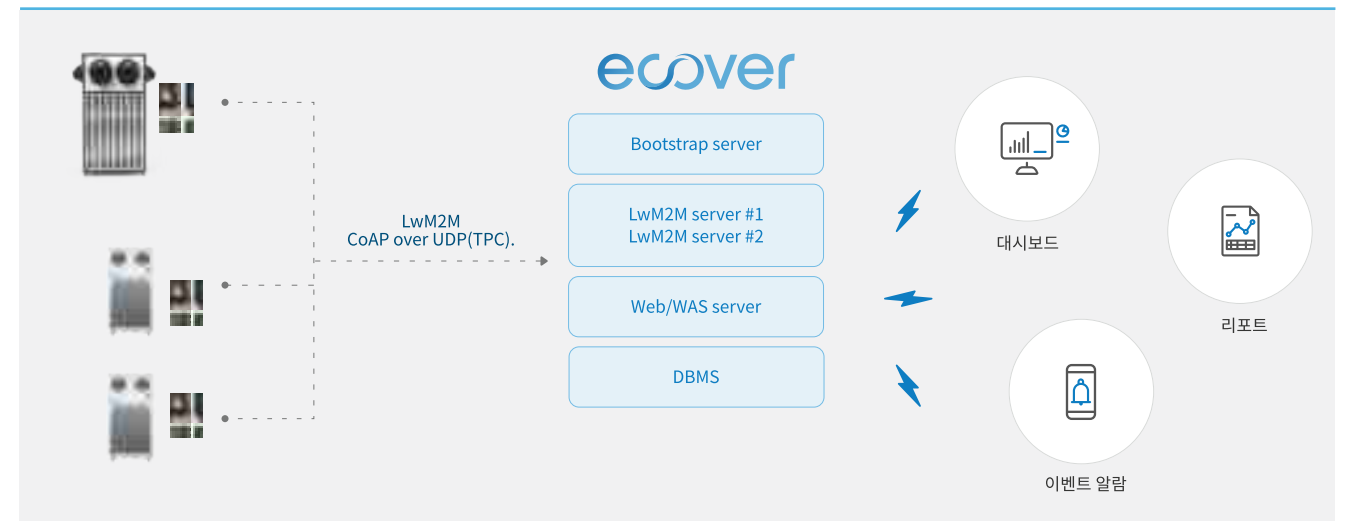 ecover
Bootstrap server
LwM2M server #1
LwM2M server #2
Web/WAS server
DBMS
LwM2M
CoAP over UDP(TPC).
대시보드
리포트
이벤트 알람